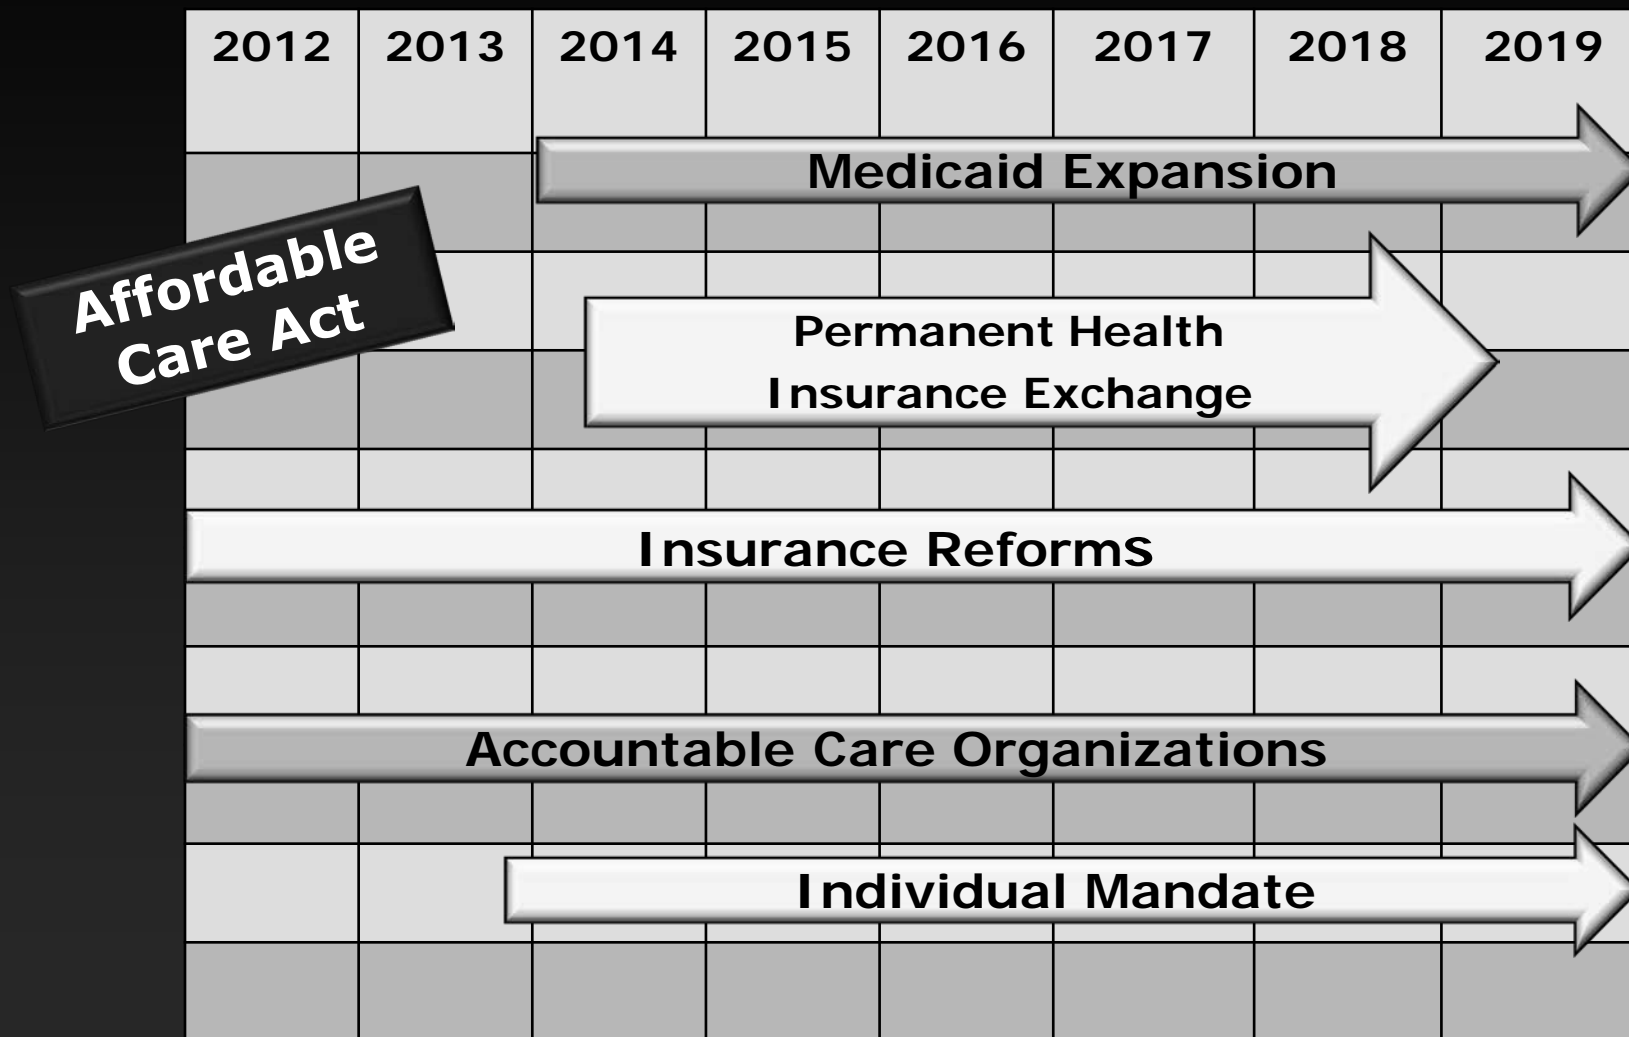 2012 2013 2014 2015 2016 2017 2018 2019
Medicaid Expansion
Affordable
Care Act
Permanent Health
Insurance Exchange
Insurance Reforms
Accountable Care Organizations
Individual Mandate